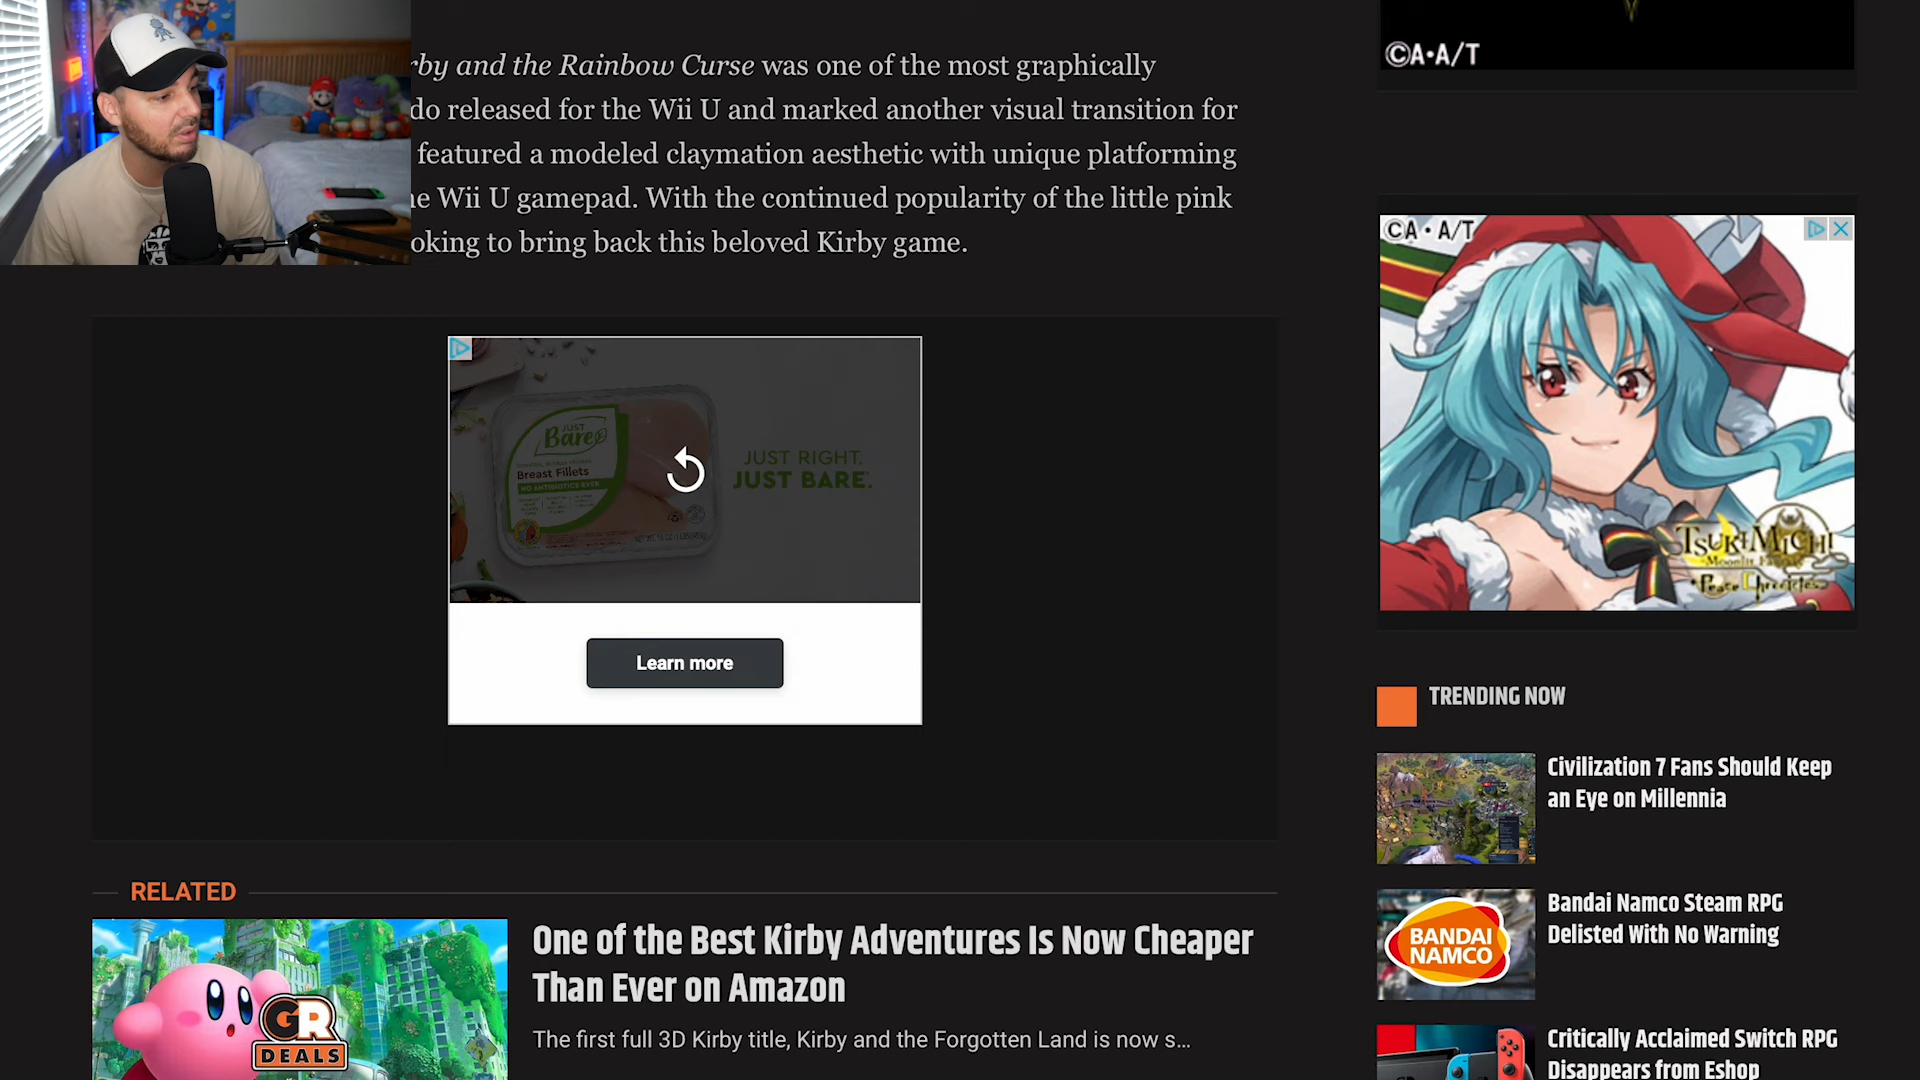 rby and the Rainbow Curse was one of the most graphically
do released for the Wii U and marked another visual transition for
featured a modeled claymation aesthetic with unique platforming
e Wii U gamepad. With the continued popularity of the little pink
oking to bring back this beloved Kirby game.
©A•A/T
©CA•A/T
TSUKIMICHI
Moonlit Fantasy
JUST
Bare
Breast Fillets
NO ANTIBIOTICS EVER
JUST RIGHT.
JUST BARE.
Learn more
TRENDING NOW
Civilization 7 Fans Should Keep
an Eye on Millennia
BANDAI
NAMCO
Bandai Namco Steam RPG
Delisted With No Warning
Critically Acclaimed Switch RPG
Disappears from Eshop
RELATED
GR
DEALS
One of the Best Kirby Adventures Is Now Cheaper
Than Ever on Amazon
The first full 3D Kirby title, Kirby and the Forgotten Land is now s...